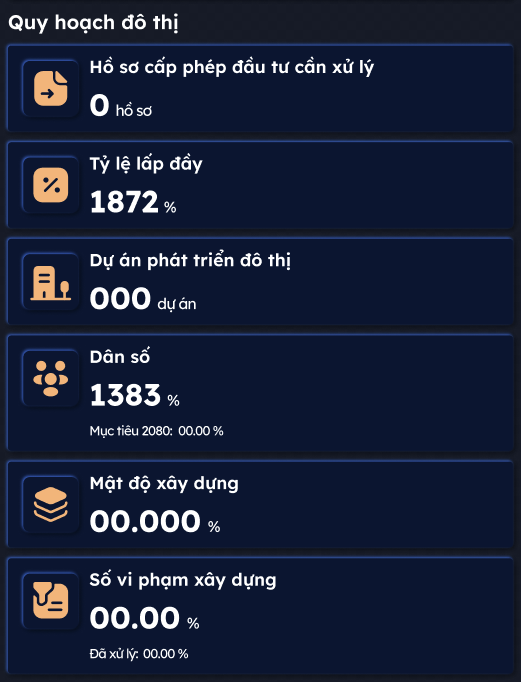 Quy hoạch đô thị
Hồ sơ cấp phép đầu tư cần xử lý
0 hồ sơ
Tỷ lệ lấp đầy
1872 %
Dự án phát triển đô thị
000 dự án
Dân số
1383 %
Mục tiêu 2080: 00.00 %
Mật độ xây dựng
00.000 %
Số vi phạm xây dựng
00.00 %
Đã xử lý: 00.00 %